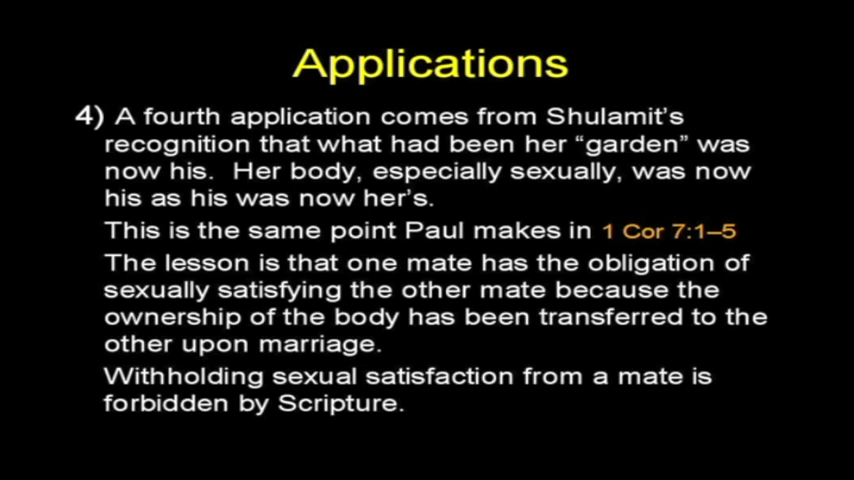 Applications
4) A fourth application comes from Shulamit's
recognition that what had been her “garden” was
now his.  Her body, especially sexually, was now
his as his was now her's.
This is the same point Paul makes in 1 Cor 7:1–5
The lesson is that one mate has the obligation of
sexually satisfying the other mate because the
ownership of the body has been transferred to the
other upon marriage.
Withholding sexual satisfaction from a mate is
forbidden by Scripture.